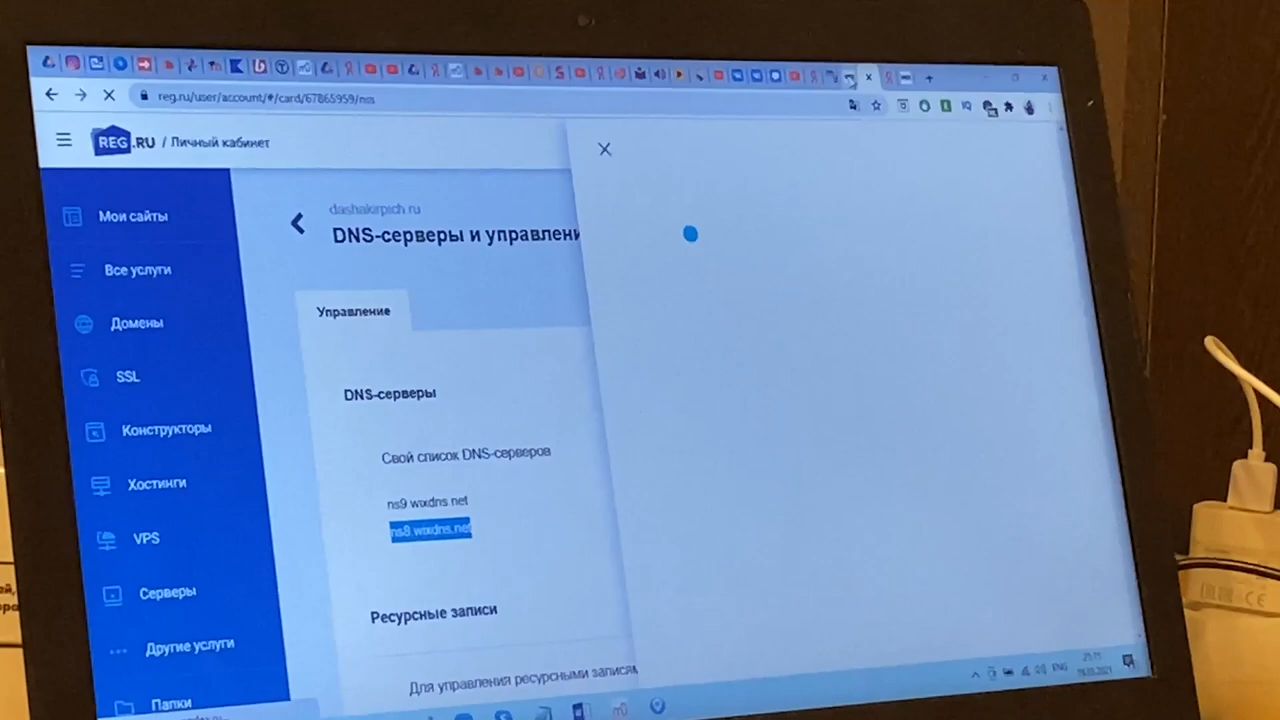 reg.ru/user/account/#/card/67865959/nss
REG.RU / Личный кабинет
Мои сайты
Все услуги
Домены
SSL
Конструкторы
Хостинги
VPS
Серверы
Другие услуги
Папки
dashakirpich.ru
DNS-серверы и управлени
Управление
DNS-серверы
Свой список DNS-серверов
ns9.wixdns.net
ns8.wixdns.net
Ресурсные записи
Для управления ресурсными записям
ENG